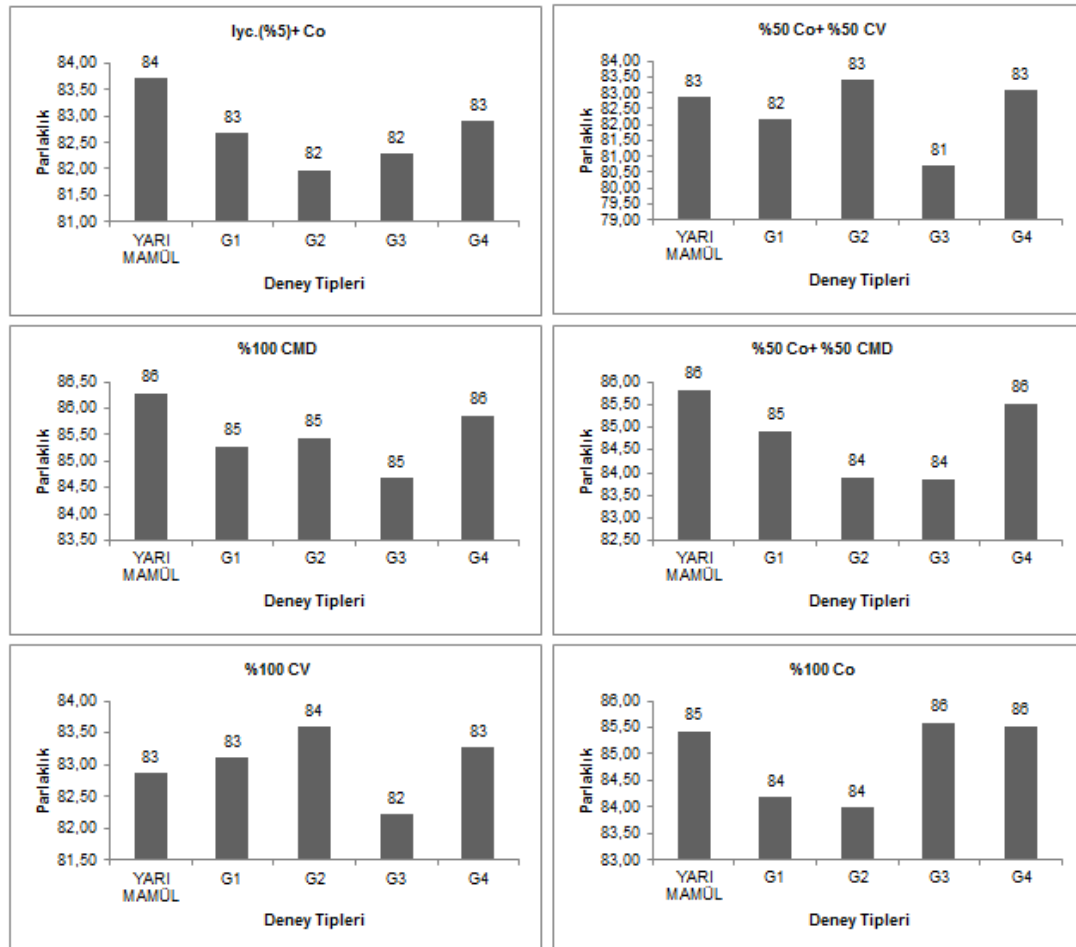 lyc.(%5)+ Co
84,00
83,50
83,00
82,50
82,00
81,50
81,00
Parlaklık
84
83
82
82
83
YARI
MAMÜL
G1
G2
G3
G4
Deney Tipleri
%50 Co+ %50 CV
84,00
83,50
83,00
82,50
82,00
81,50
81,00
80,50
80,00
79,50
79,00
Parlaklık
83
82
83
81
83
YARI
MAMÜL
G1
G2
G3
G4
Deney Tipleri
%100 CMD
86,50
86,00
85,50
85,00
84,50
84,00
83,50
Parlaklık
86
85
85
85
86
YARI
MAMÜL
G1
G2
G3
G4
Deney Tipleri
%50 Co+ %50 CMD
86,00
85,50
85,00
84,50
84,00
83,50
83,00
82,50
Parlaklık
86
85
84
84
86
YARI
MAMÜL
G1
G2
G3
G4
Deney Tipleri
%100 CV
84,00
83,50
83,00
82,50
82,00
81,50
Parlaklık
83
83
84
82
83
YARI
MAMÜL
G1
G2
G3
G4
Deney Tipleri
%100 Co
86,00
85,50
85,00
84,50
84,00
83,50
83,00
Parlaklık
85
84
84
86
86
YARI
MAMÜL
G1
G2
G3
G4
Deney Tipleri